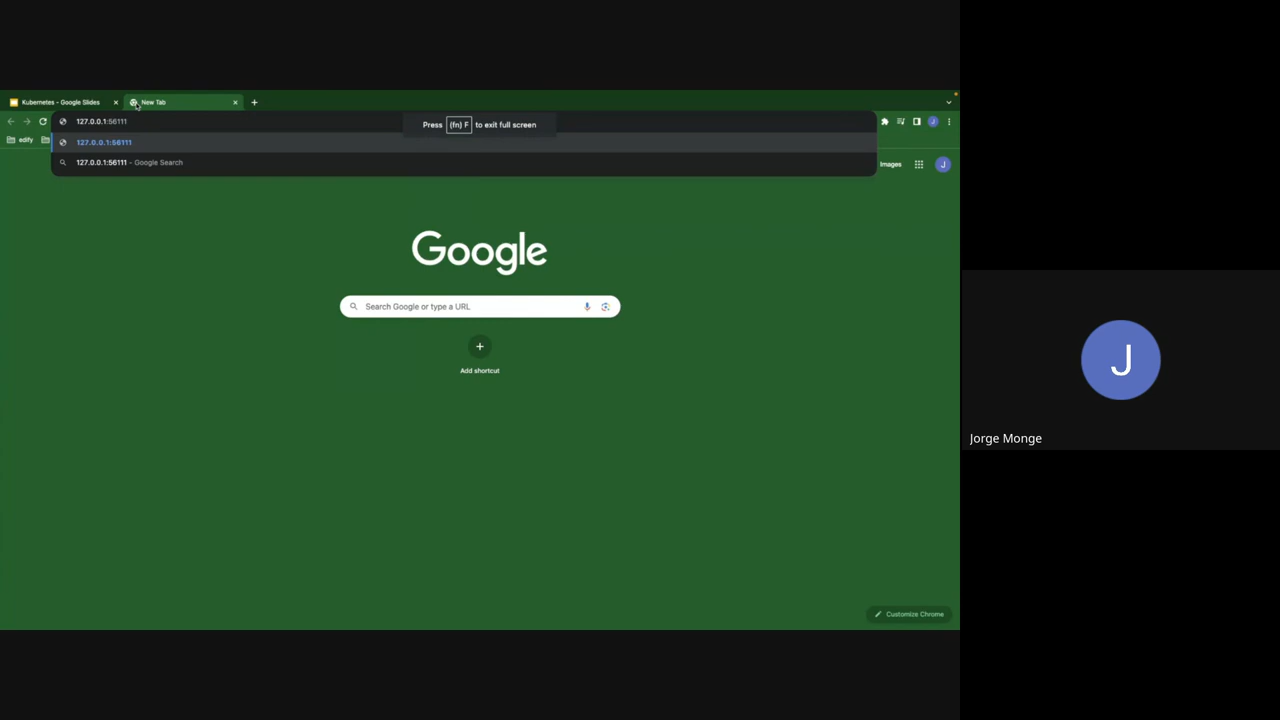 Kubernetes - Google Slides
New Tab
127.0.0.1:56111
Press (fn) F to exit full screen
edify
127.0.0.1:56111
127.0.0.1:56111 - Google Search
Images
J
Google
Search Google or type a URL
Add shortcut
J
Jorge Monge
Customize Chrome